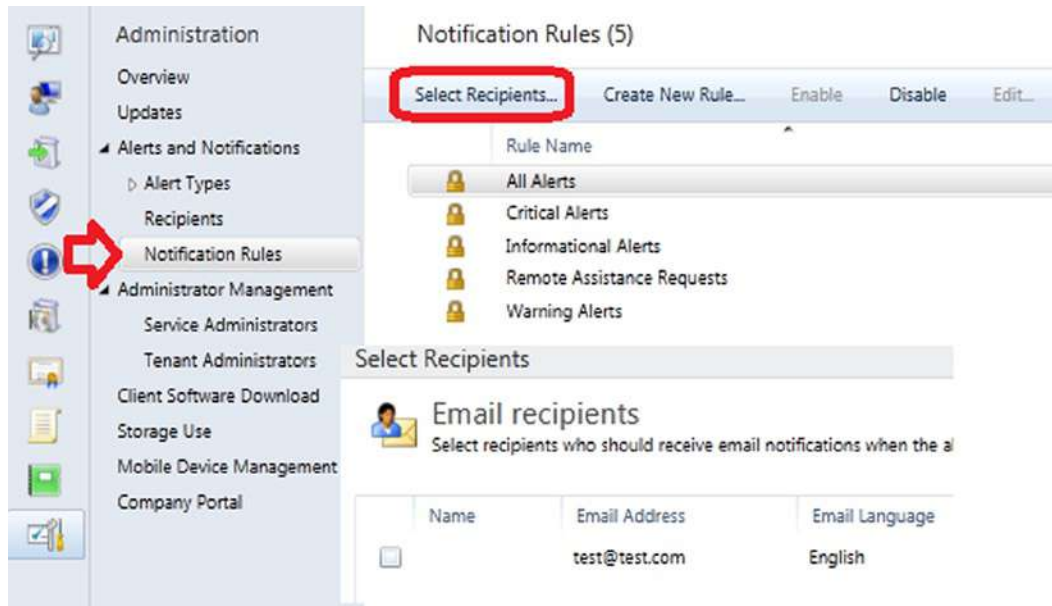 Administration
Overview
Updates
Alerts and Notifications
Alert Types
Recipients
Notification Rules
Administrator Management
Service Administrators
Tenant Administrators
Client Software Download
Storage Use
Mobile Device Management
Company Portal
Notification Rules (5)
Select Recipients... Create New Rule... Enable Disable Edit...
Rule Name
All Alerts
Critical Alerts
Informational Alerts
Remote Assistance Requests
Warning Alerts
Select Recipients
Email recipients
Select recipients who should receive email notifications when the al
Name Email Address Email Language
test@test.com English